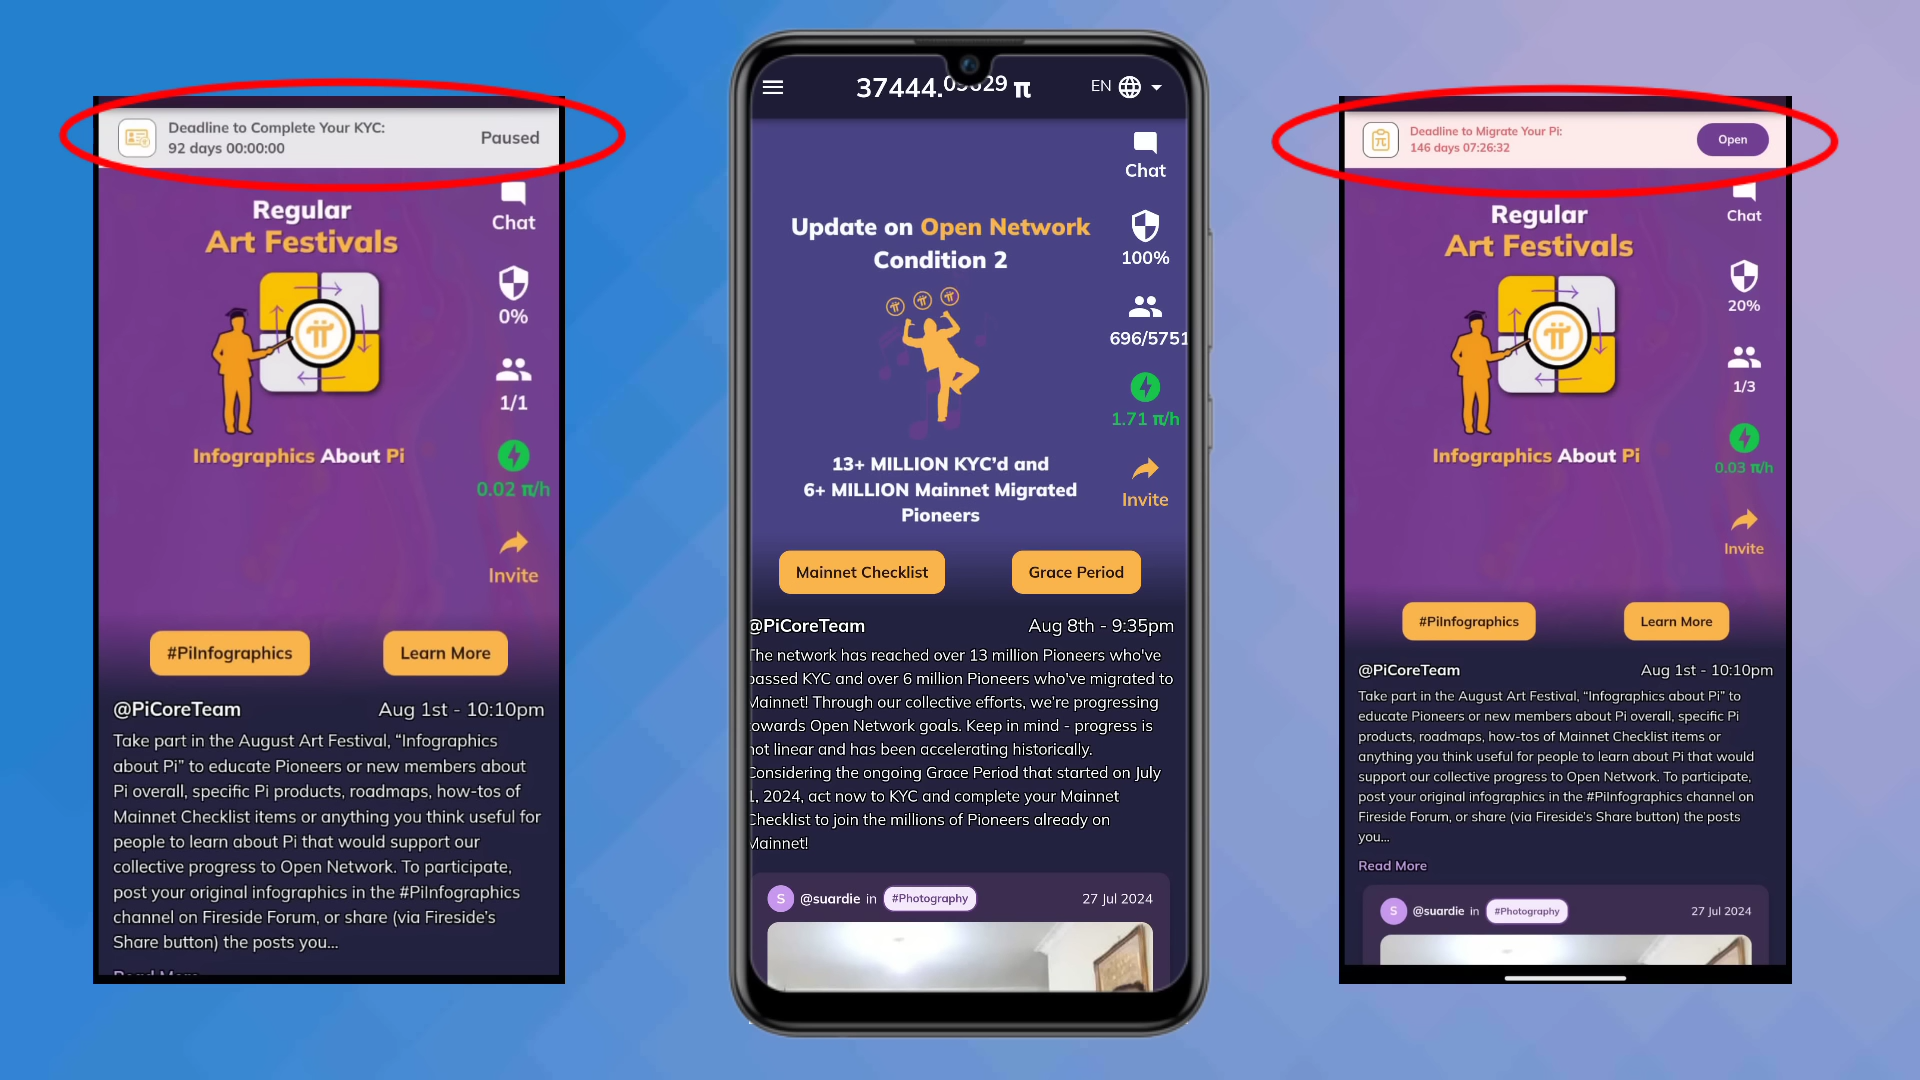 Deadline to Complete Your KYC:
92 days 00:00:00
Paused
Regular
Art Festivals
Chat
0%
1/1
Infographics About Pi
0.02 π/h
Invite
#PiInfographics
Learn More
@PiCoreTeam
Aug 1st - 10:10pm
Take part in the August Art Festival, “Infographics
about Pi” to educate Pioneers or new members about
Pi overall, specific Pi products, roadmaps, how-tos of
Mainnet Checklist items or anything you think useful for
people to learn about Pi that would support our
collective progress to Open Network. To participate,
post your original infographics in the #PiInfographics
channel on Fireside Forum, or share (via Fireside’s
Share button) the posts you...
Read More
37444. π
EN
Chat
Update on Open Network
Condition 2
100%
696/5751
1.71 π/h
13+ MILLION KYC’d and
6+ MILLION Mainnet Migrated
Pioneers
Invite
Mainnet Checklist
Grace Period
@PiCoreTeam
Aug 8th - 9:35pm
The network has reached over 13 million Pioneers who've
passed KYC and over 6 million Pioneers who've migrated to
Mainnet! Through our collective efforts, we're progressing
towards Open Network goals. Keep in mind - progress is
not linear and has been accelerating historically.
Considering the ongoing Grace Period that started on July
1, 2024, act now to KYC and complete your Mainnet
Checklist to join the millions of Pioneers already on
Mainnet!
S
@suardie in #Photography
27 Jul 2024
Deadline to Migrate Your Pi:
146 days 07:26:32
Open
Regular
Art Festivals
Chat
20%
1/3
Infographics About Pi
0.03 π/h
Invite
#PiInfographics
Learn More
@PiCoreTeam
Aug 1st - 10:10pm
Take part in the August Art Festival, “Infographics about Pi” to
educate Pioneers or new members about Pi overall, specific Pi
products, roadmaps, how-tos of Mainnet Checklist items or
anything you think useful for people to learn about Pi that would
support our collective progress to Open Network. To participate,
post your original infographics in the #PiInfographics channel on
Fireside Forum, or share (via Fireside’s Share button) the posts
you...
Read More
S
@suardie in #Photography
27 Jul 2024